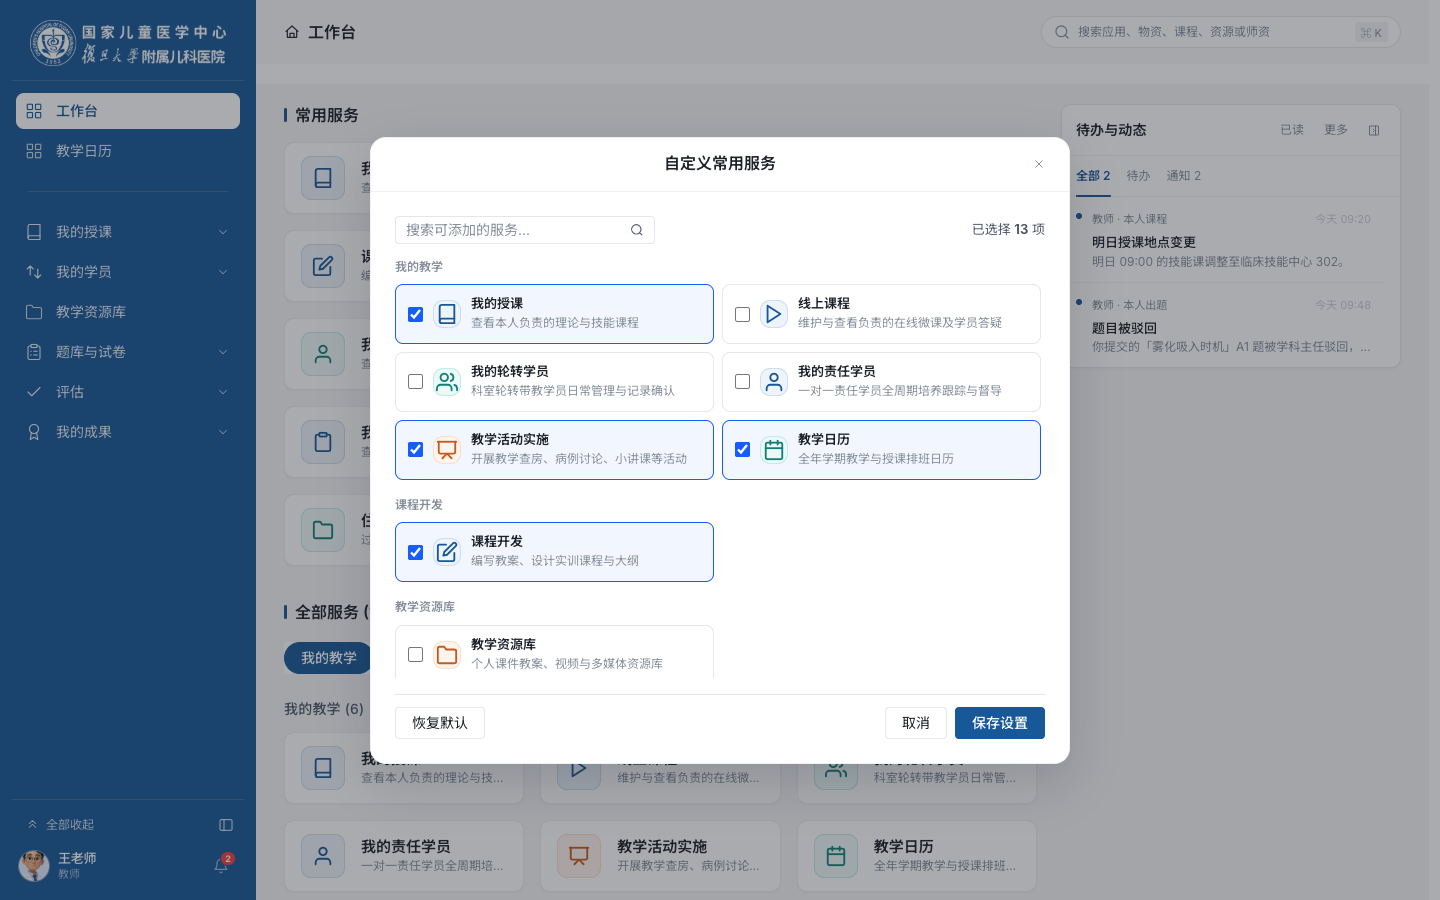 国家儿童医学中心
復旦大学附属儿科医院
工作台
教学日历
我的授课
我的学员
教学资源库
题库与试卷
评估
我的成果
全部收起
王老师
教师
2
工作台
搜索应用、物资、课程、资源或师资
⌘ K
常用服务
待办与动态
已读
更多
全部 2
待办
通知 2
教师 · 本人课程
今天 09:20
明日授课地点变更
明日 09:00 的技能课调整至临床技能中心 302。
教师 · 本人出题
今天 09:48
题目被驳回
你提交的「雾化吸入时机」A1 题被学科主任驳回，...
自定义常用服务
搜索可添加的服务...
已选择 13 项
我的教学
我的授课
查看本人负责的理论与技能课程
线上课程
维护与查看负责的在线微课及学员答疑
我的轮转学员
科室轮转带教学员日常管理与记录确认
我的责任学员
一对一责任学员全周期培养跟踪与督导
教学活动实施
开展教学查房、病例讨论、小讲课等活动
教学日历
全年学期教学与授课排班日历
课程开发
课程开发
编写教案、设计实训课程与大纲
教学资源库
教学资源库
个人课件教案、视频与多媒体资源库
恢复默认
取消
保存设置
全部服务 (
我的教学
我的教学 (6)
查看本人负责的理论与技...
维护与查看负责的在线微...
科室轮转带教学员日常管...
我的责任学员
一对一责任学员全周期培...
教学活动实施
开展教学查房、病例讨论...
教学日历
全年学期教学与授课排班...